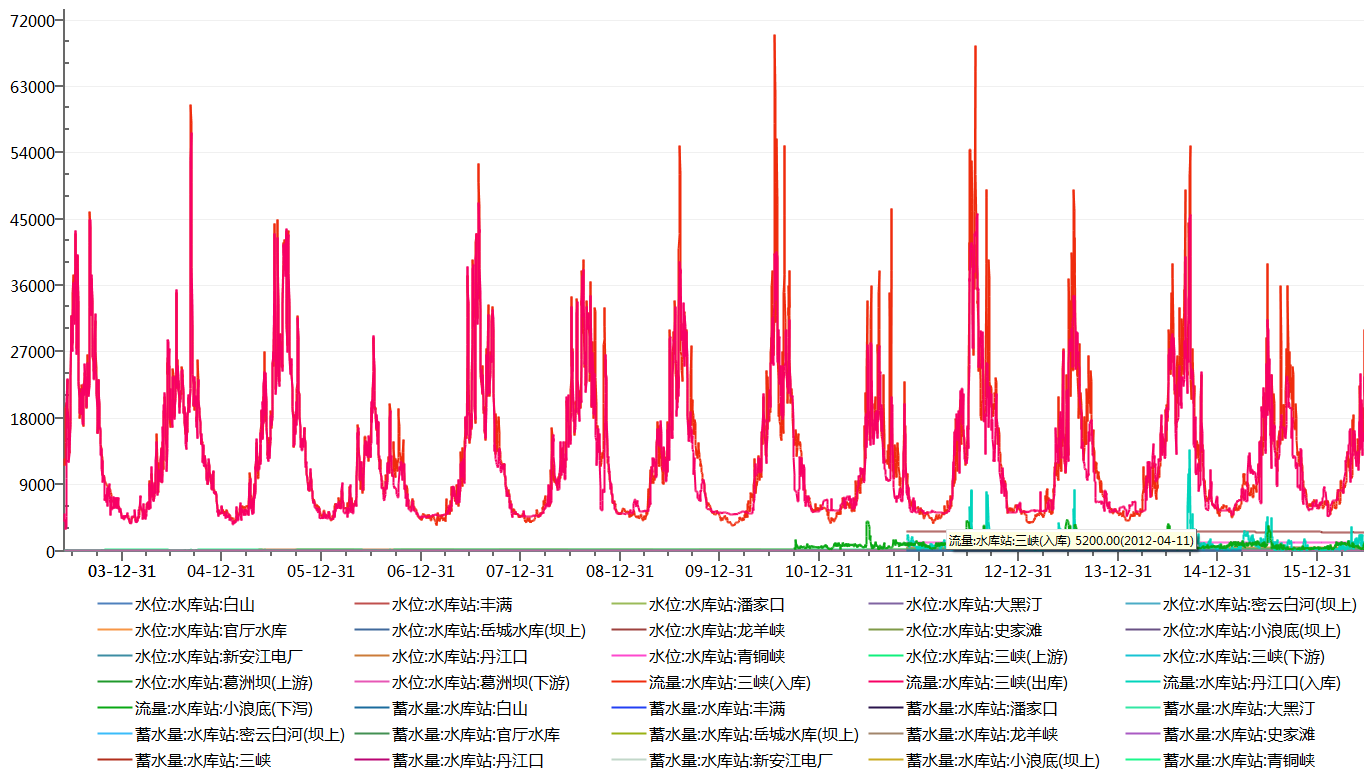 72000
63000
54000
45000
36000
27000
18000
9000
0
流量:水库站:三峡(入库) 5200.00(2012-04-11)
03-12-31 04-12-31 05-12-31 06-12-31 07-12-31 08-12-31 09-12-31 10-12-31 11-12-31 12-12-31 13-12-31 14-12-31 15-12-31
水位:水库站:白山 水位:水库站:丰满 水位:水库站:潘家口 水位:水库站:大黑汀 水位:水库站:密云白河(坝上)
水位:水库站:官厅水库 水位:水库站:岳城水库(坝上) 水位:水库站:龙羊峡 水位:水库站:史家滩 水位:水库站:小浪底(坝上)
水位:水库站:新安江电厂 水位:水库站:丹江口 水位:水库站:青铜峡 水位:水库站:三峡(上游) 水位:水库站:三峡(下游)
水位:水库站:葛洲坝(上游) 水位:水库站:葛洲坝(下游) 流量:水库站:三峡(入库) 流量:水库站:三峡(出库) 流量:水库站:丹江口(入库)
流量:水库站:小浪底(下泻) 蓄水量:水库站:白山 蓄水量:水库站:丰满 蓄水量:水库站:潘家口 蓄水量:水库站:大黑汀
蓄水量:水库站:密云白河(坝上) 蓄水量:水库站:官厅水库 蓄水量:水库站:岳城水库(坝上) 蓄水量:水库站:龙羊峡 蓄水量:水库站:史家滩
蓄水量:水库站:三峡 蓄水量:水库站:丹江口 蓄水量:水库站:新安江电厂 蓄水量:水库站:小浪底(坝上) 蓄水量:水库站:青铜峡